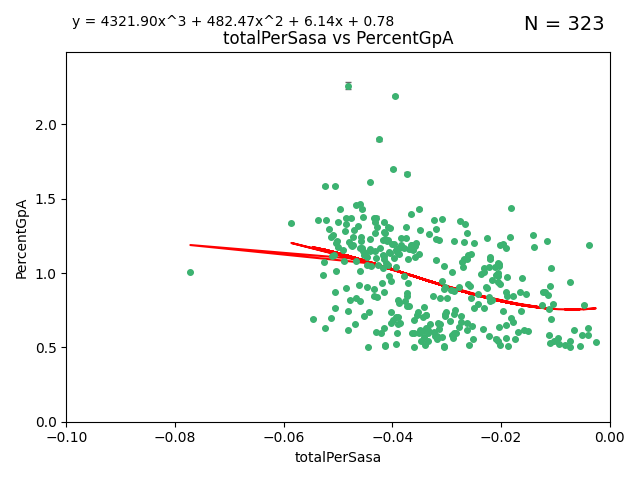 y = 4321.90x^3 + 482.47x^2 + 6.14x + 0.78
N = 323
totalPerSasa vs PercentGpA
PercentGpA
2.0
1.5
1.0
0.5
0.0
−0.10 −0.08 −0.06 −0.04 −0.02 0.00
totalPerSasa